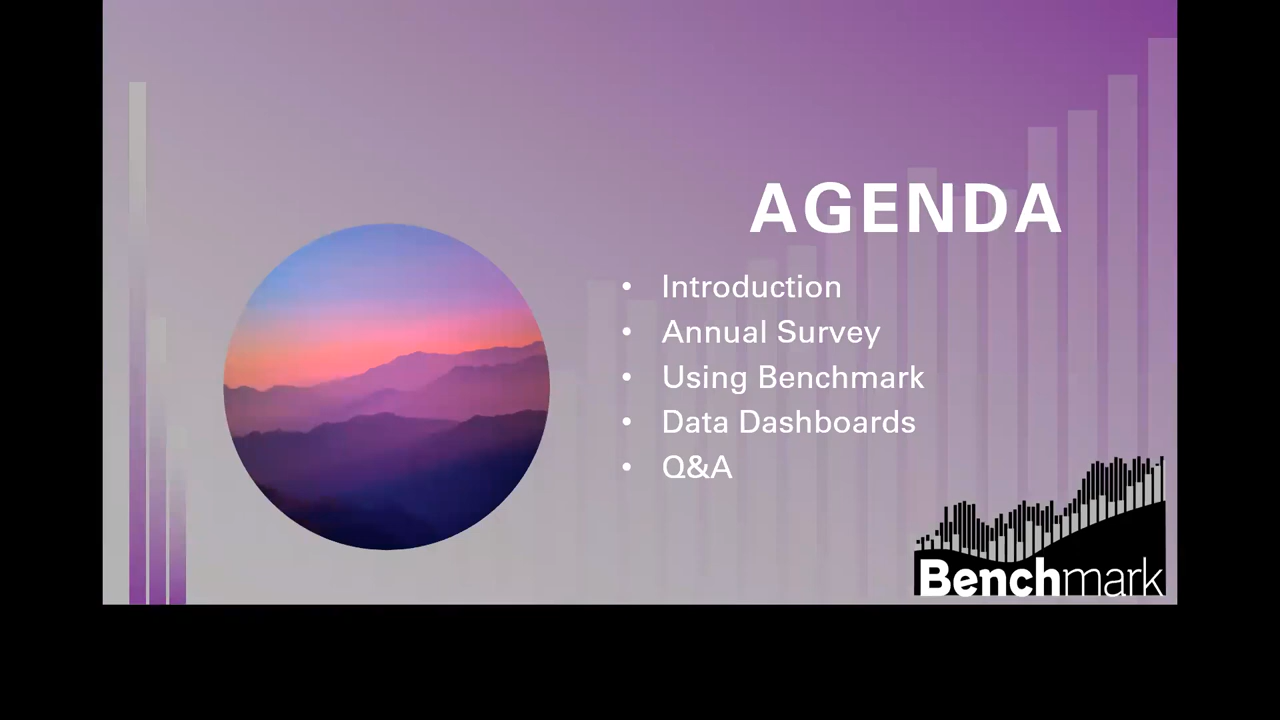 AGENDA
• Introduction
• Annual Survey
• Using Benchmark
• Data Dashboards
• Q&A
Benchmark